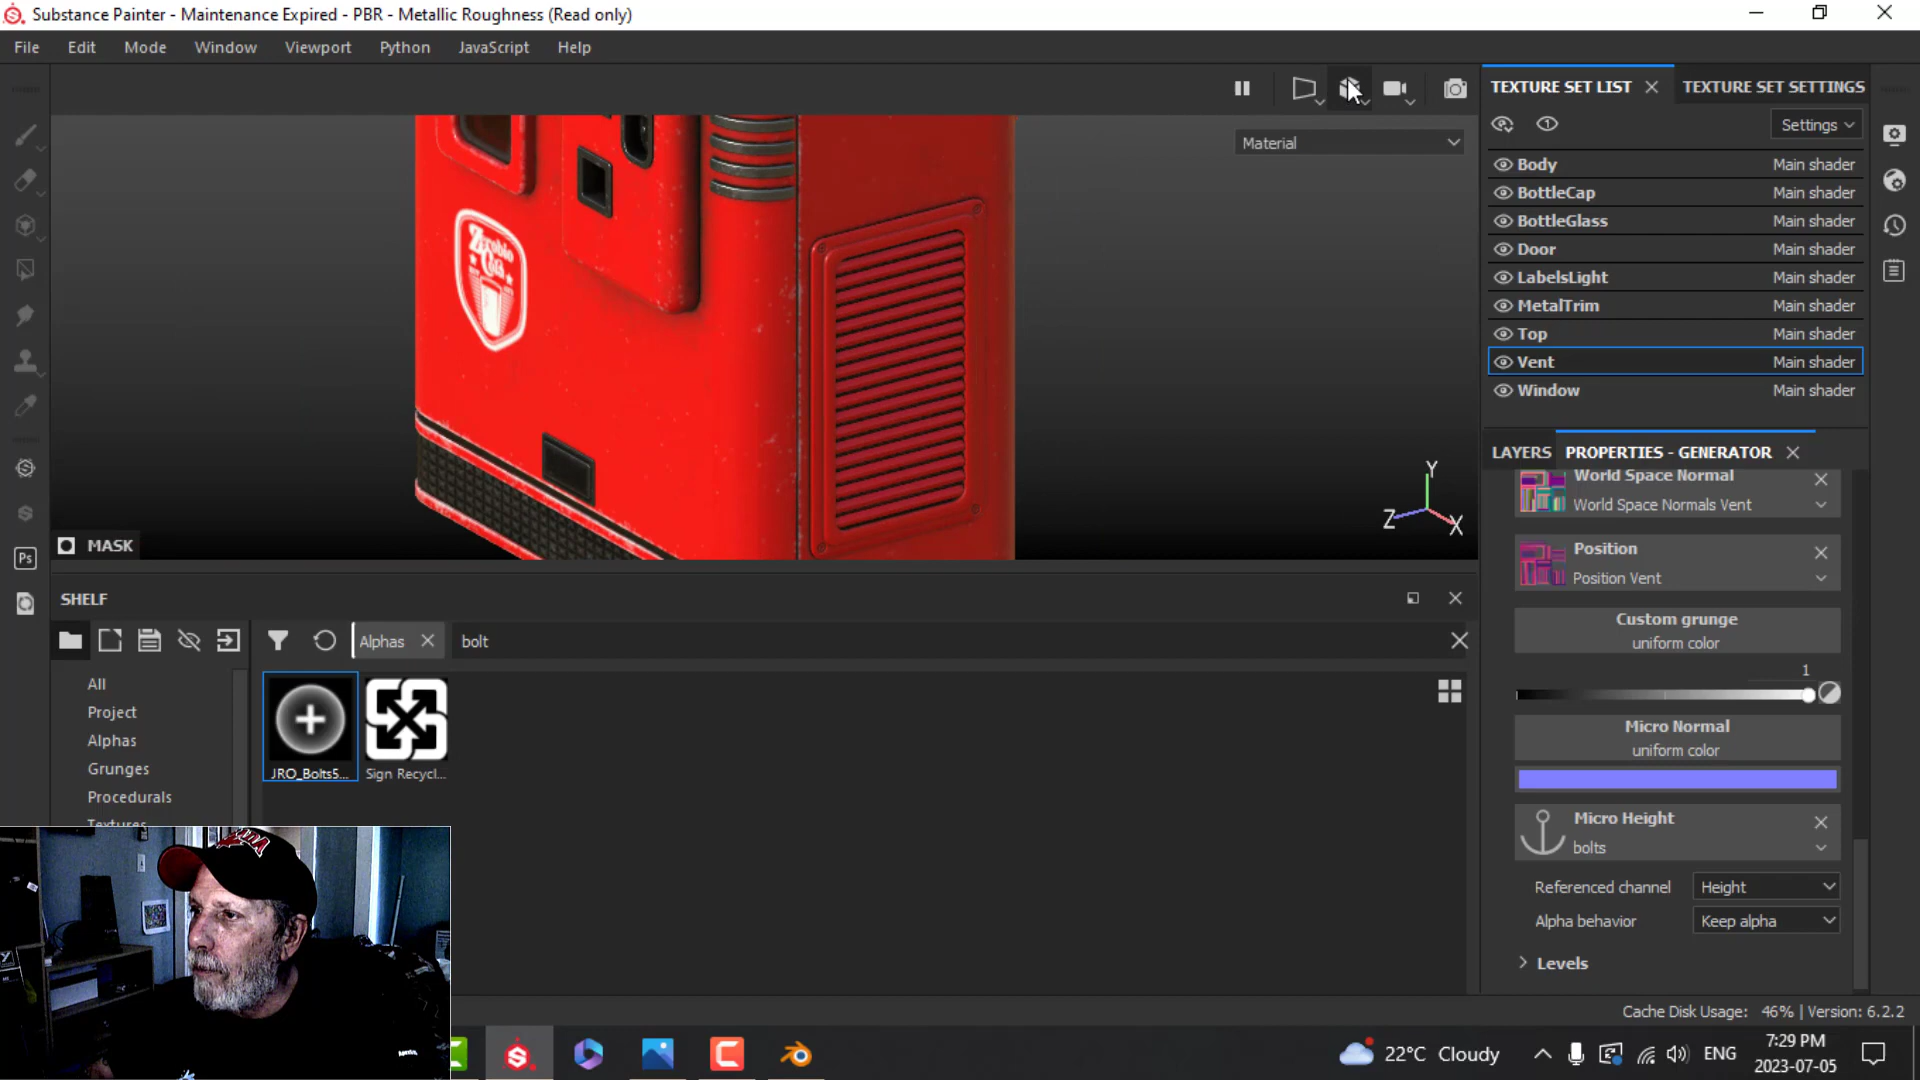 Substance Painter - Maintenance Expired - PBR - Metallic Roughness (Read only)
File Edit Mode Window Viewport Python JavaScript Help
TEXTURE SET LIST TEXTURE SET SETTINGS
Settings
Material
Body Main shader
BottleCap Main shader
BottleGlass Main shader
Door Main shader
LabelsLight Main shader
MetalTrim Main shader
Top Main shader
Vent Main shader
Window Main shader
Zerobio
Cola
Y
Z
X
MASK
LAYERS PROPERTIES - GENERATOR
World Space Normal
World Space Normals Vent
Position
Position Vent
Custom grunge
uniform color
1
Micro Normal
uniform color
Micro Height
bolts
Referenced channel Height
Alpha behavior Keep alpha
Levels
SHELF
Alphas bolt
All
Project
Alphas
Grunges
Procedurals
Textures
JRO_Bolts5...
Sign Recycl...
Ps
Cache Disk Usage: 46% | Version: 6.2.2
22°C Cloudy
ENG
7:29 PM
2023-07-05